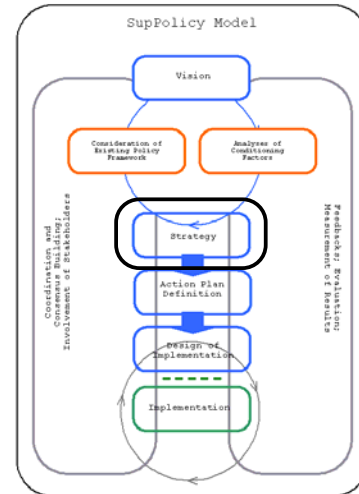 SupPolicy Model
Vision
Consideration of
Existing Policy
Framework
Analyses of
Conditioning
Factors
Strategy
Action Plan
Definition
Design of
Implementation
Implementation
Coordination and
Consensus Building;
Involvement of Stakeholders
Feedbacks; Evaluation;
Measurement of Results